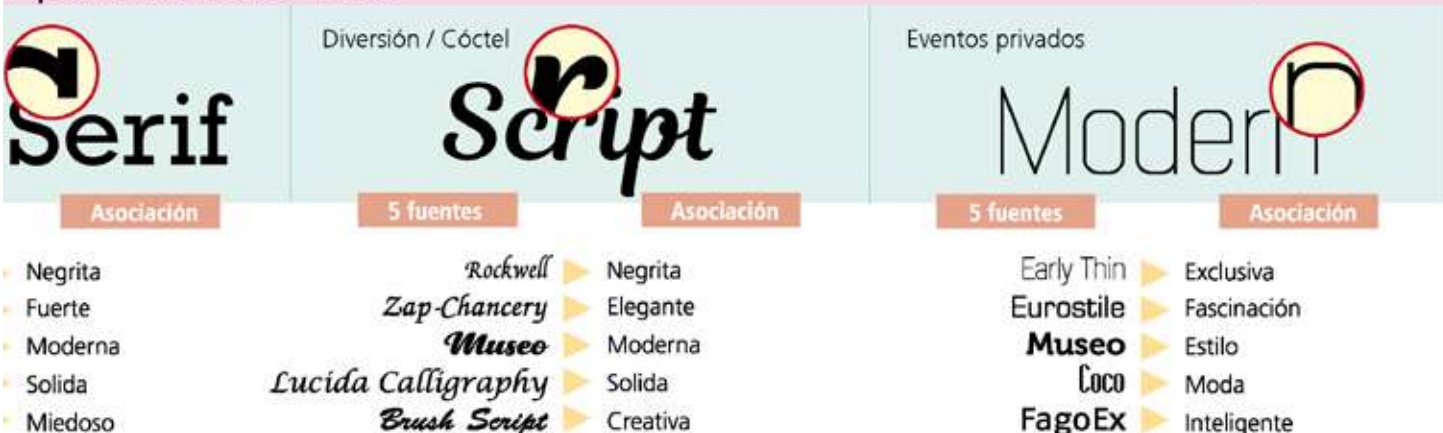 Serif
Asociación
Negrita
Fuerte
Moderna
Solida
Miedoso
Diversión / Cóctel
Script
5 fuentes
Asociación
Rockwell Negrita
Zap-Chancery Elegante
Museo Moderna
Lucida Calligraphy Solida
Brush Script Creativa
Eventos privados
Modern
5 fuentes
Asociación
Early Thin Exclusiva
Eurostile Fascinación
Museo Estilo
Coco Moda
FagoEx Inteligente